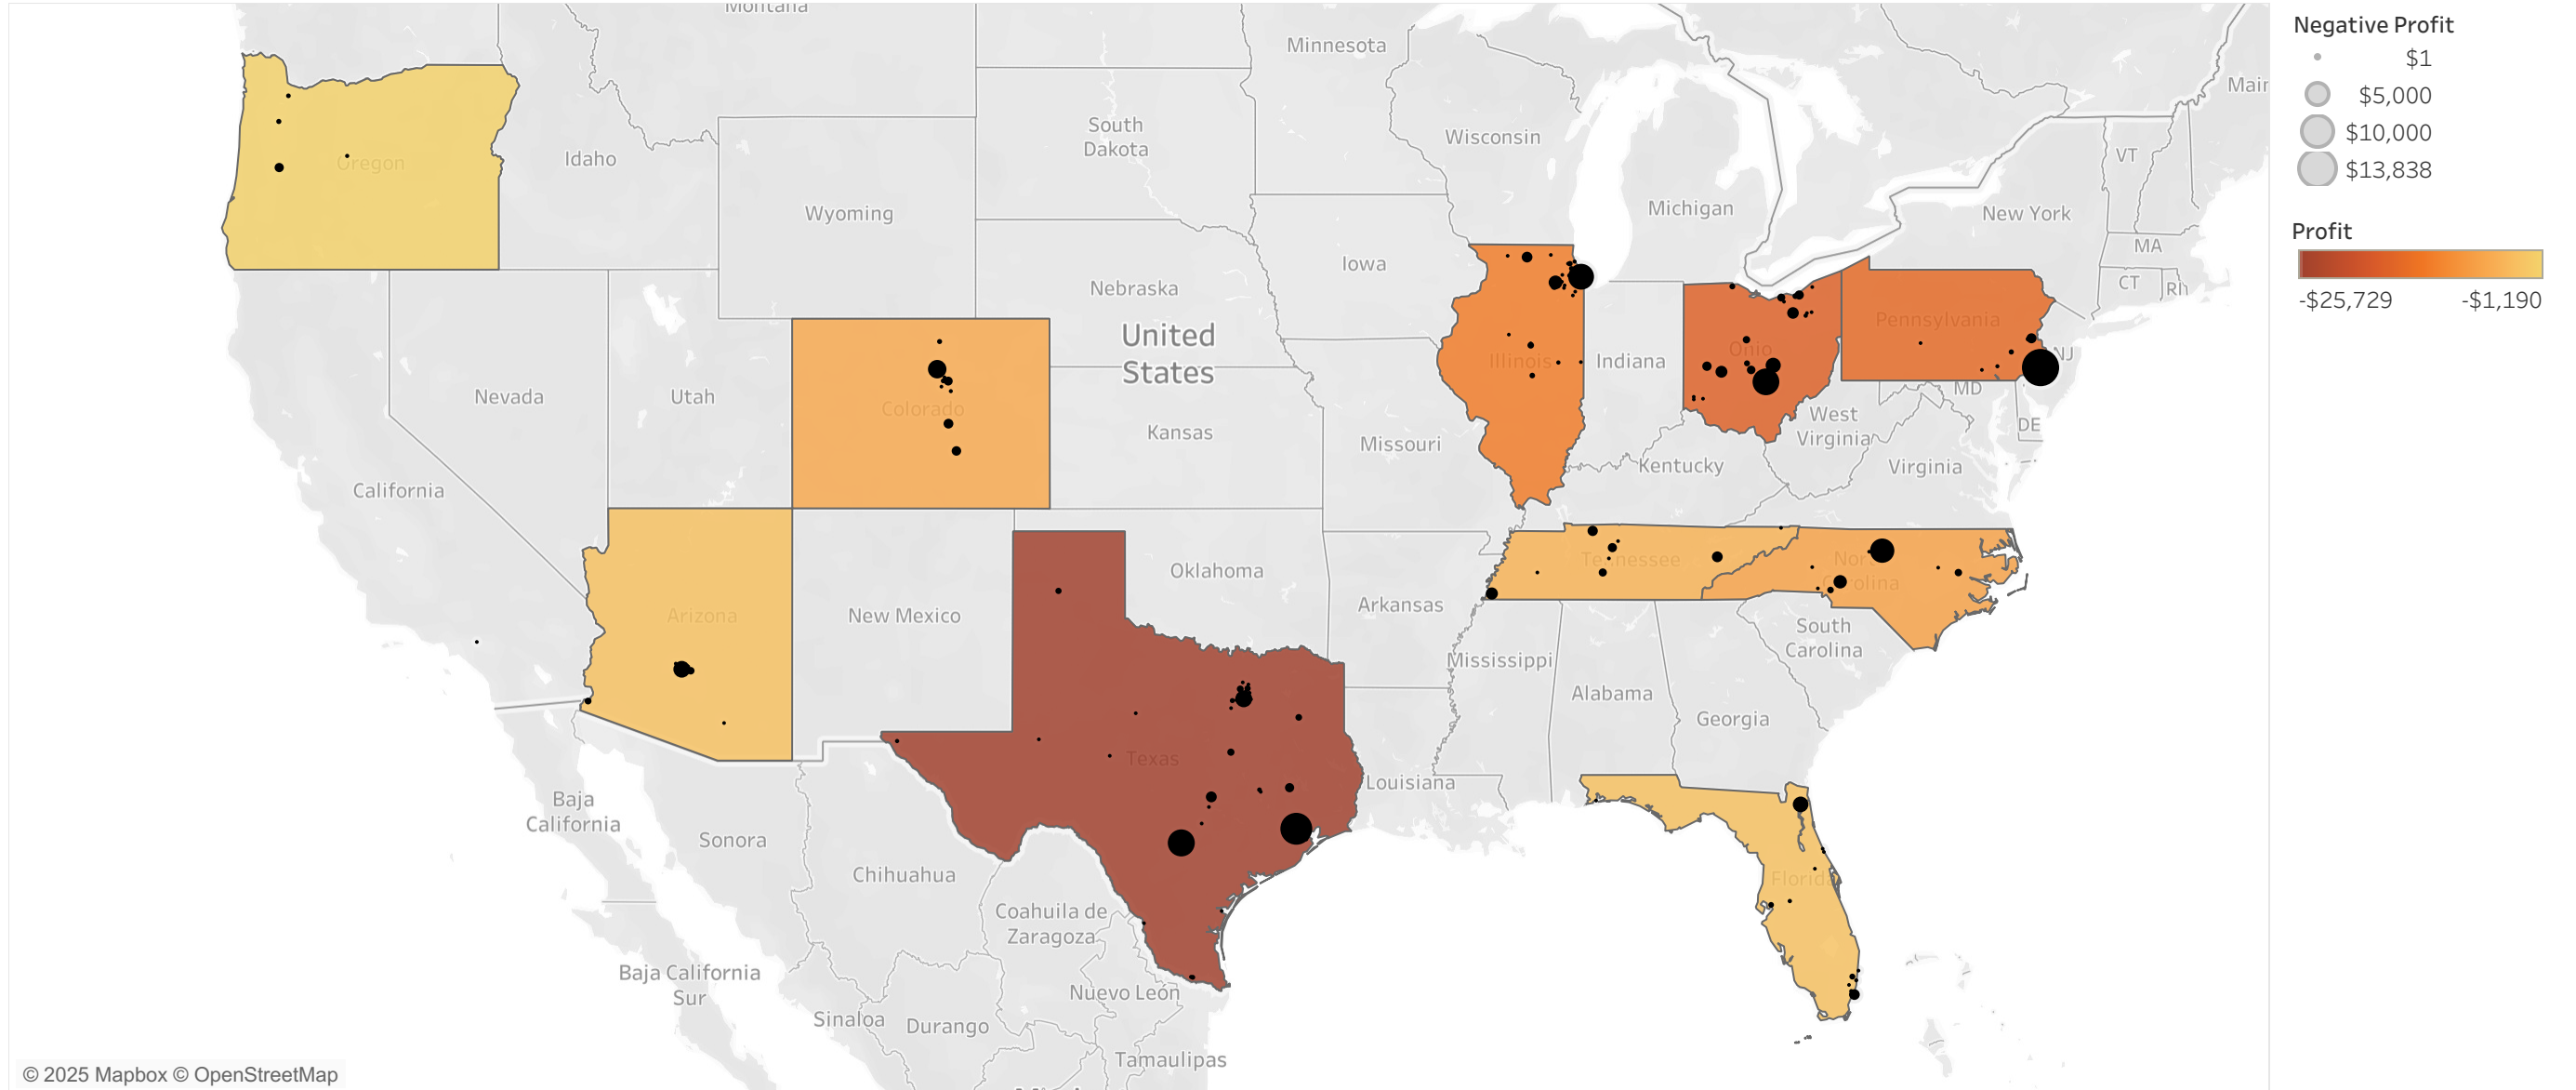 Montana
Minnesota
Maine
South
Dakota
Wisconsin
VT
Oregon
Idaho
Wyoming
Michigan
New York
MA
Iowa
CT
RI
Nebraska
Pennsylvania
United
States
Ohio
NJ
Illinois
Indiana
Nevada
Utah
MD
Colorado
West
Virginia
DE
Kansas
Missouri
Kentucky
Virginia
California
Oklahoma
Tennessee
North
Carolina
Arkansas
Arizona
New Mexico
South
Carolina
Mississippi
Alabama
Georgia
Texas
Louisiana
Baja
California
Sonora
Chihuahua
Florida
Coahuila de
Zaragoza
Baja California
Sur
Nuevo León
Sinaloa
Durango
Tamaulipas
© 2025 Mapbox © OpenStreetMap
Negative Profit
$1
$5,000
$10,000
$13,838
Profit
-$25,729
-$1,190